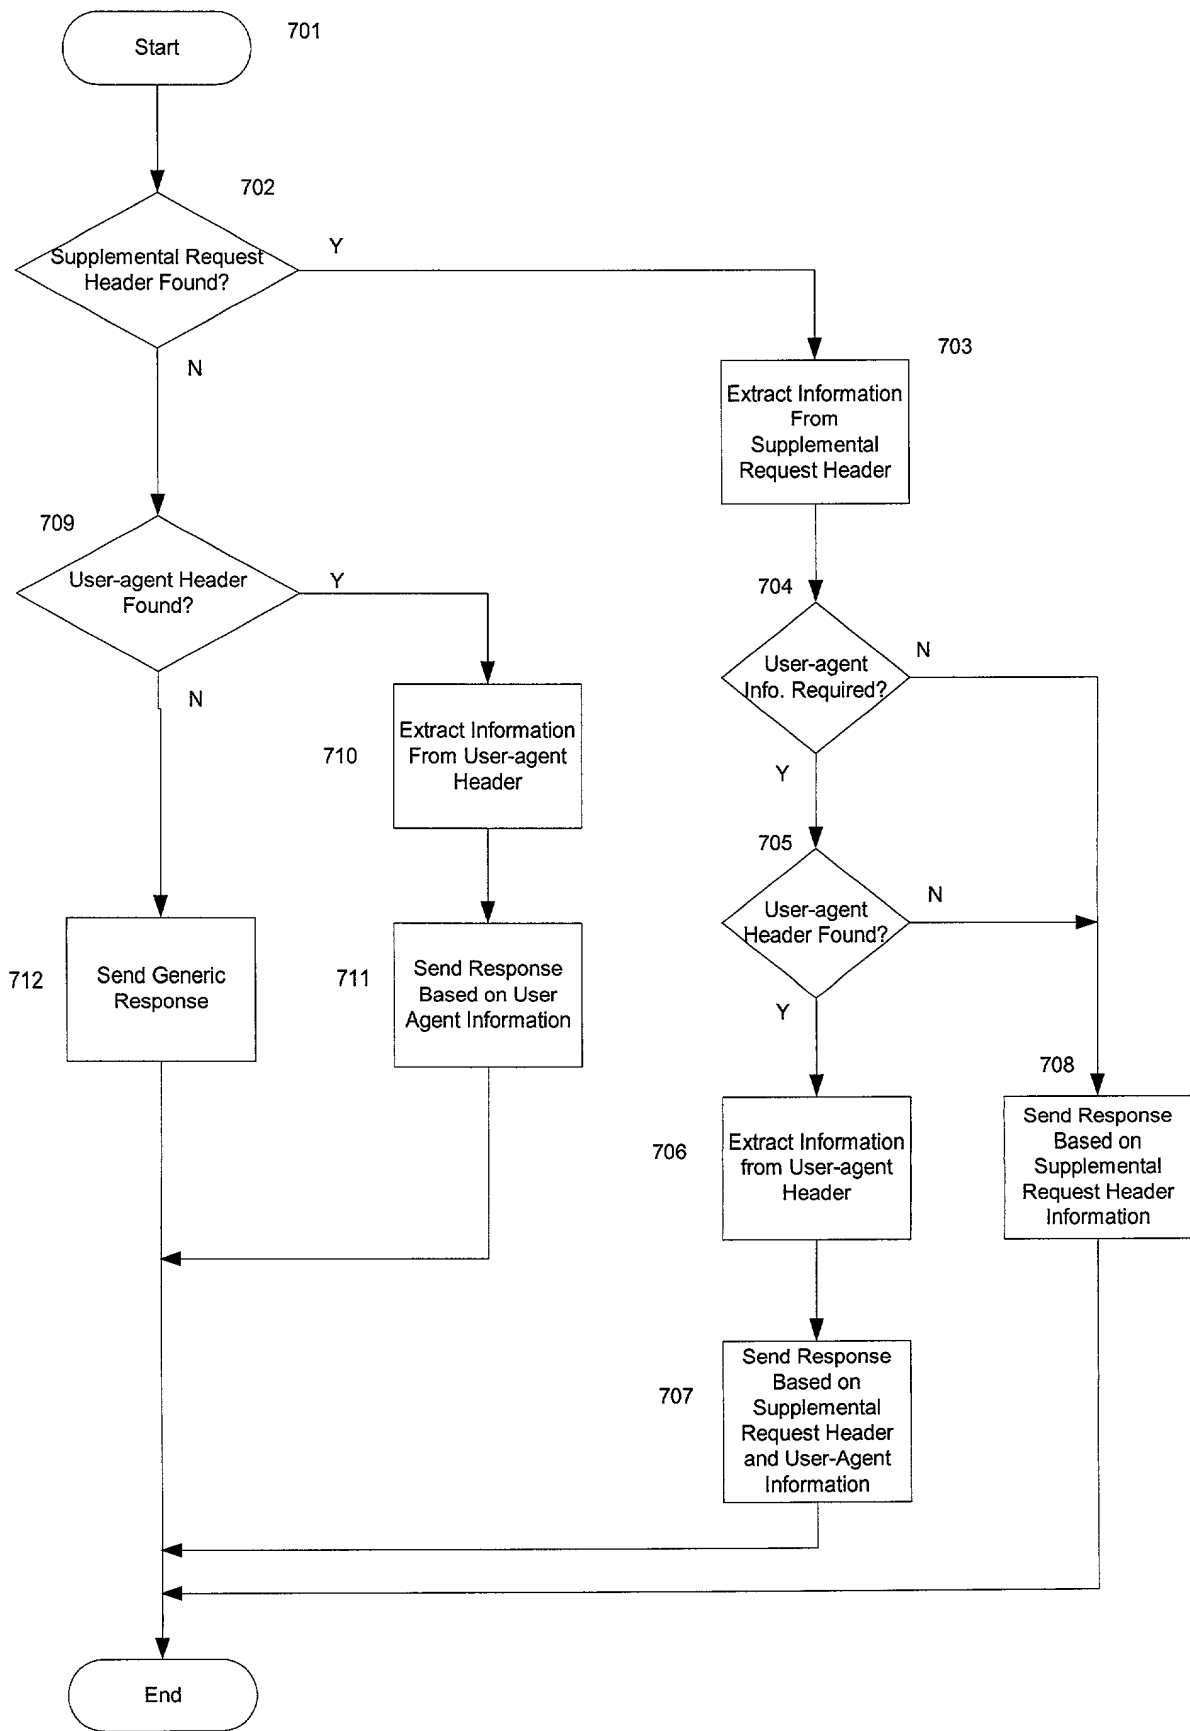 Start
701
702
Supplemental Request
Header Found?
Y
N
703
Extract Information
From
Supplemental
Request Header
709
User-agent Header
Found?
Y
N
704
User-agent
Info. Required?
N
Y
710
Extract Information
From User-agent
Header
705
User-agent
Header Found?
N
Y
712
Send Generic
Response
711
Send Response
Based on User
Agent Information
708
Send Response
Based on
Supplemental
Request Header
Information
706
Extract Information
from User-agent
Header
707
Send Response
Based on
Supplemental
Request Header
and User-Agent
Information
End